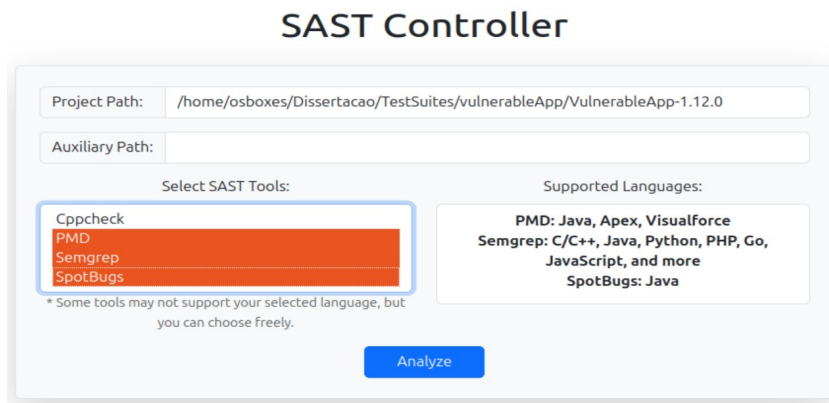 SAST Controller
Project Path: /home/osboxes/Dissertacao/TestSuites/vulnerableApp/VulnerableApp-1.12.0
Auxiliary Path:
Select SAST Tools:
Cppcheck
PMD
Semgrep
SpotBugs
* Some tools may not support your selected language, but
you can choose freely.
Supported Languages:
PMD: Java, Apex, Visualforce
Semgrep: C/C++, Java, Python, PHP, Go,
JavaScript, and more
SpotBugs: Java
Analyze